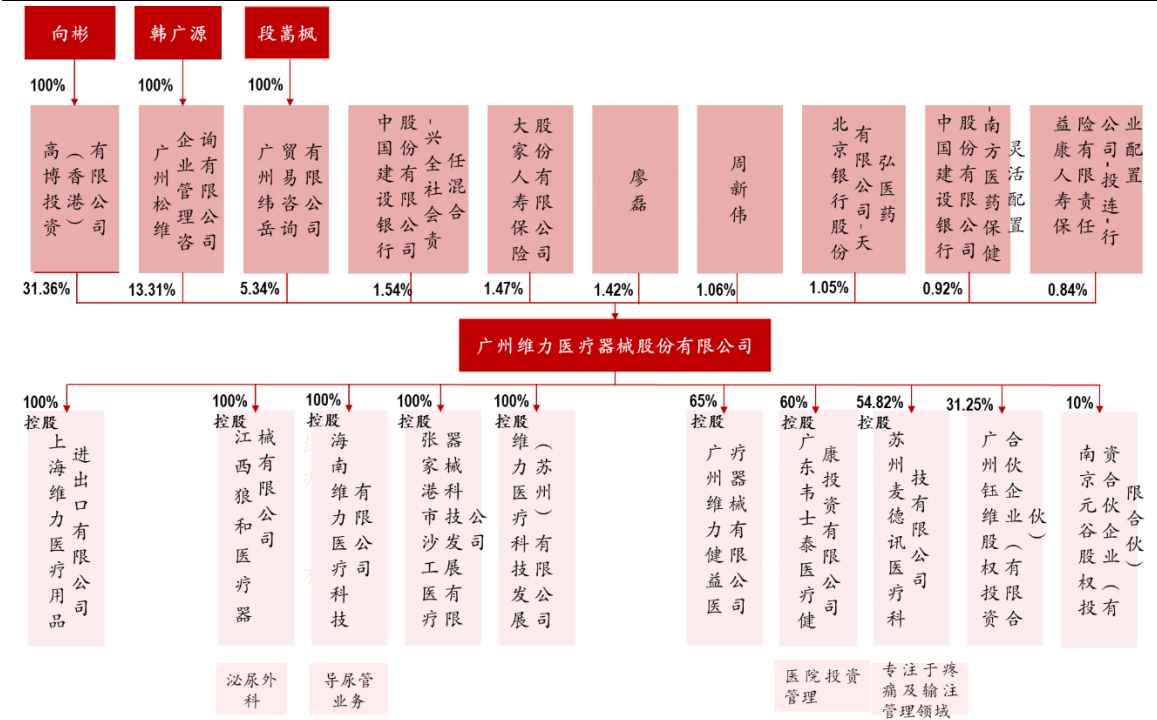 向彬
韩广源
段嵩枫
100%
100%
100%
高博投资
（香港）
有限公司
广州松维
企业管理咨
询有限公司
广州纬岳
贸易咨询
有限公司
中国建设银行
股份有限公司
-兴全社会责
任混合
大家人寿保险
股份有限公司
廖磊
周新伟
北京银行股份
有限公司-天
弘医药
中国建设银行
股份有限公司
-南方医药保健
灵活配置
益康人寿保
险有限责任
公司-投连-行
业配置
31.36%
13.31%
5.34%
1.54%
1.47%
1.42%
1.06%
1.05%
0.92%
0.84%
广州维力医疗器械股份有限公司
100%
控股
100%
控股
100%
控股
100%
控股
100%
控股
65%
控股
60%
控股
54.82%
控股
31.25%
10%
上海维力医疗用品
进出口有限公司
江西狼和医疗器
械有限公司
海南维力医疗科技
有限公司
张家港市沙工医疗
器械科技发展有限
公司
维力医疗科技发展
（苏州）有限公司
广州维力健益医
疗器械有限公司
广东韦士泰医疗健
康投资有限公司
苏州麦德讯医疗科
技有限公司
广州钰维股权投资
合伙企业（有限合
伙）
南京元谷股权投
资合伙企业（有
限合伙）
泌尿外
科
导尿管
业务
医院投资
管理
专注于疼
痛及输注
管理领域